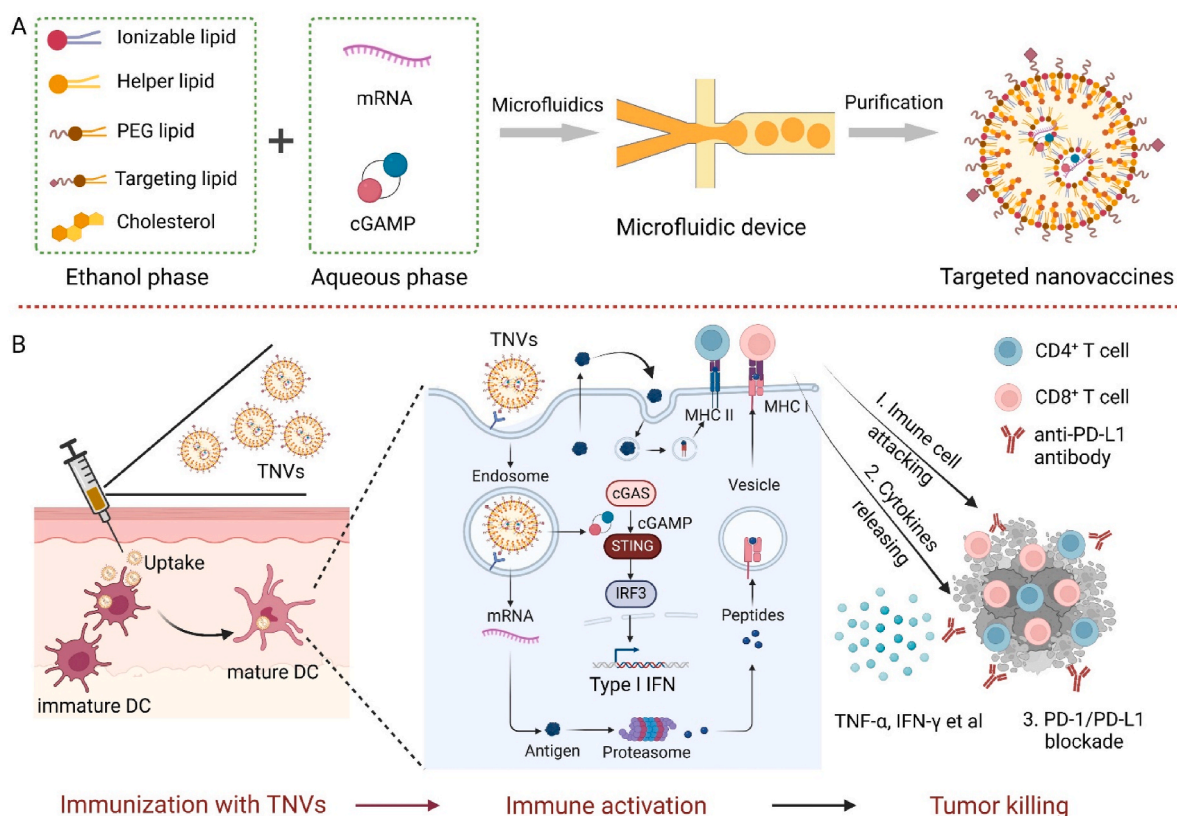 A
Ionizable lipid
Helper lipid
PEG lipid
Targeting lipid
Cholesterol
Ethanol phase
+
mRNA
cGAMP
Aqueous phase
Microfluidics
Microfluidic device
Purification
Targeted nanovaccines
B
TNVs
Uptake
immature DC
mature DC
TNVs
Endosome
mRNA
cGAS
cGAMP
STING
IRF3
Type I IFN
Antigen
Proteasome
Peptides
Vesicle
MHC II
MHC I
CD4⁺ T cell
CD8⁺ T cell
anti-PD-L1
antibody
1. Imune cell
attacking
2. Cytokines
releasing
TNF-α, IFN-γ et al
3. PD-1/PD-L1
blockade
Immunization with TNVs
Immune activation
Tumor killing